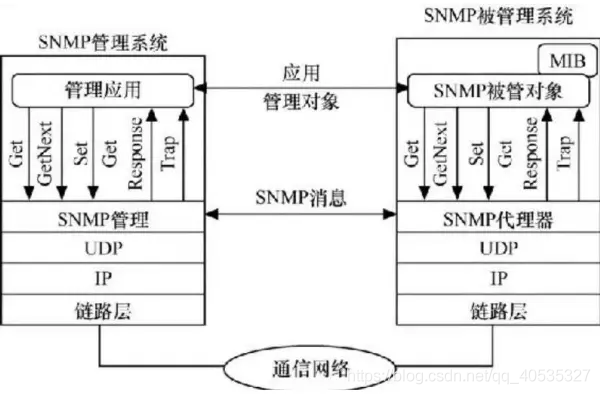 SNMP管理系统
管理应用
Get
GetNext
Set
Get
Response
Trap
SNMP管理
UDP
IP
链路层
应用
管理对象
SNMP消息
SNMP被管理系统
MIB
SNMP被管对象
Get
GetNext
Set
Get
Response
Trap
SNMP代理器
UDP
IP
链路层
通信网络
https://blog.csdn.net/qq_40535327